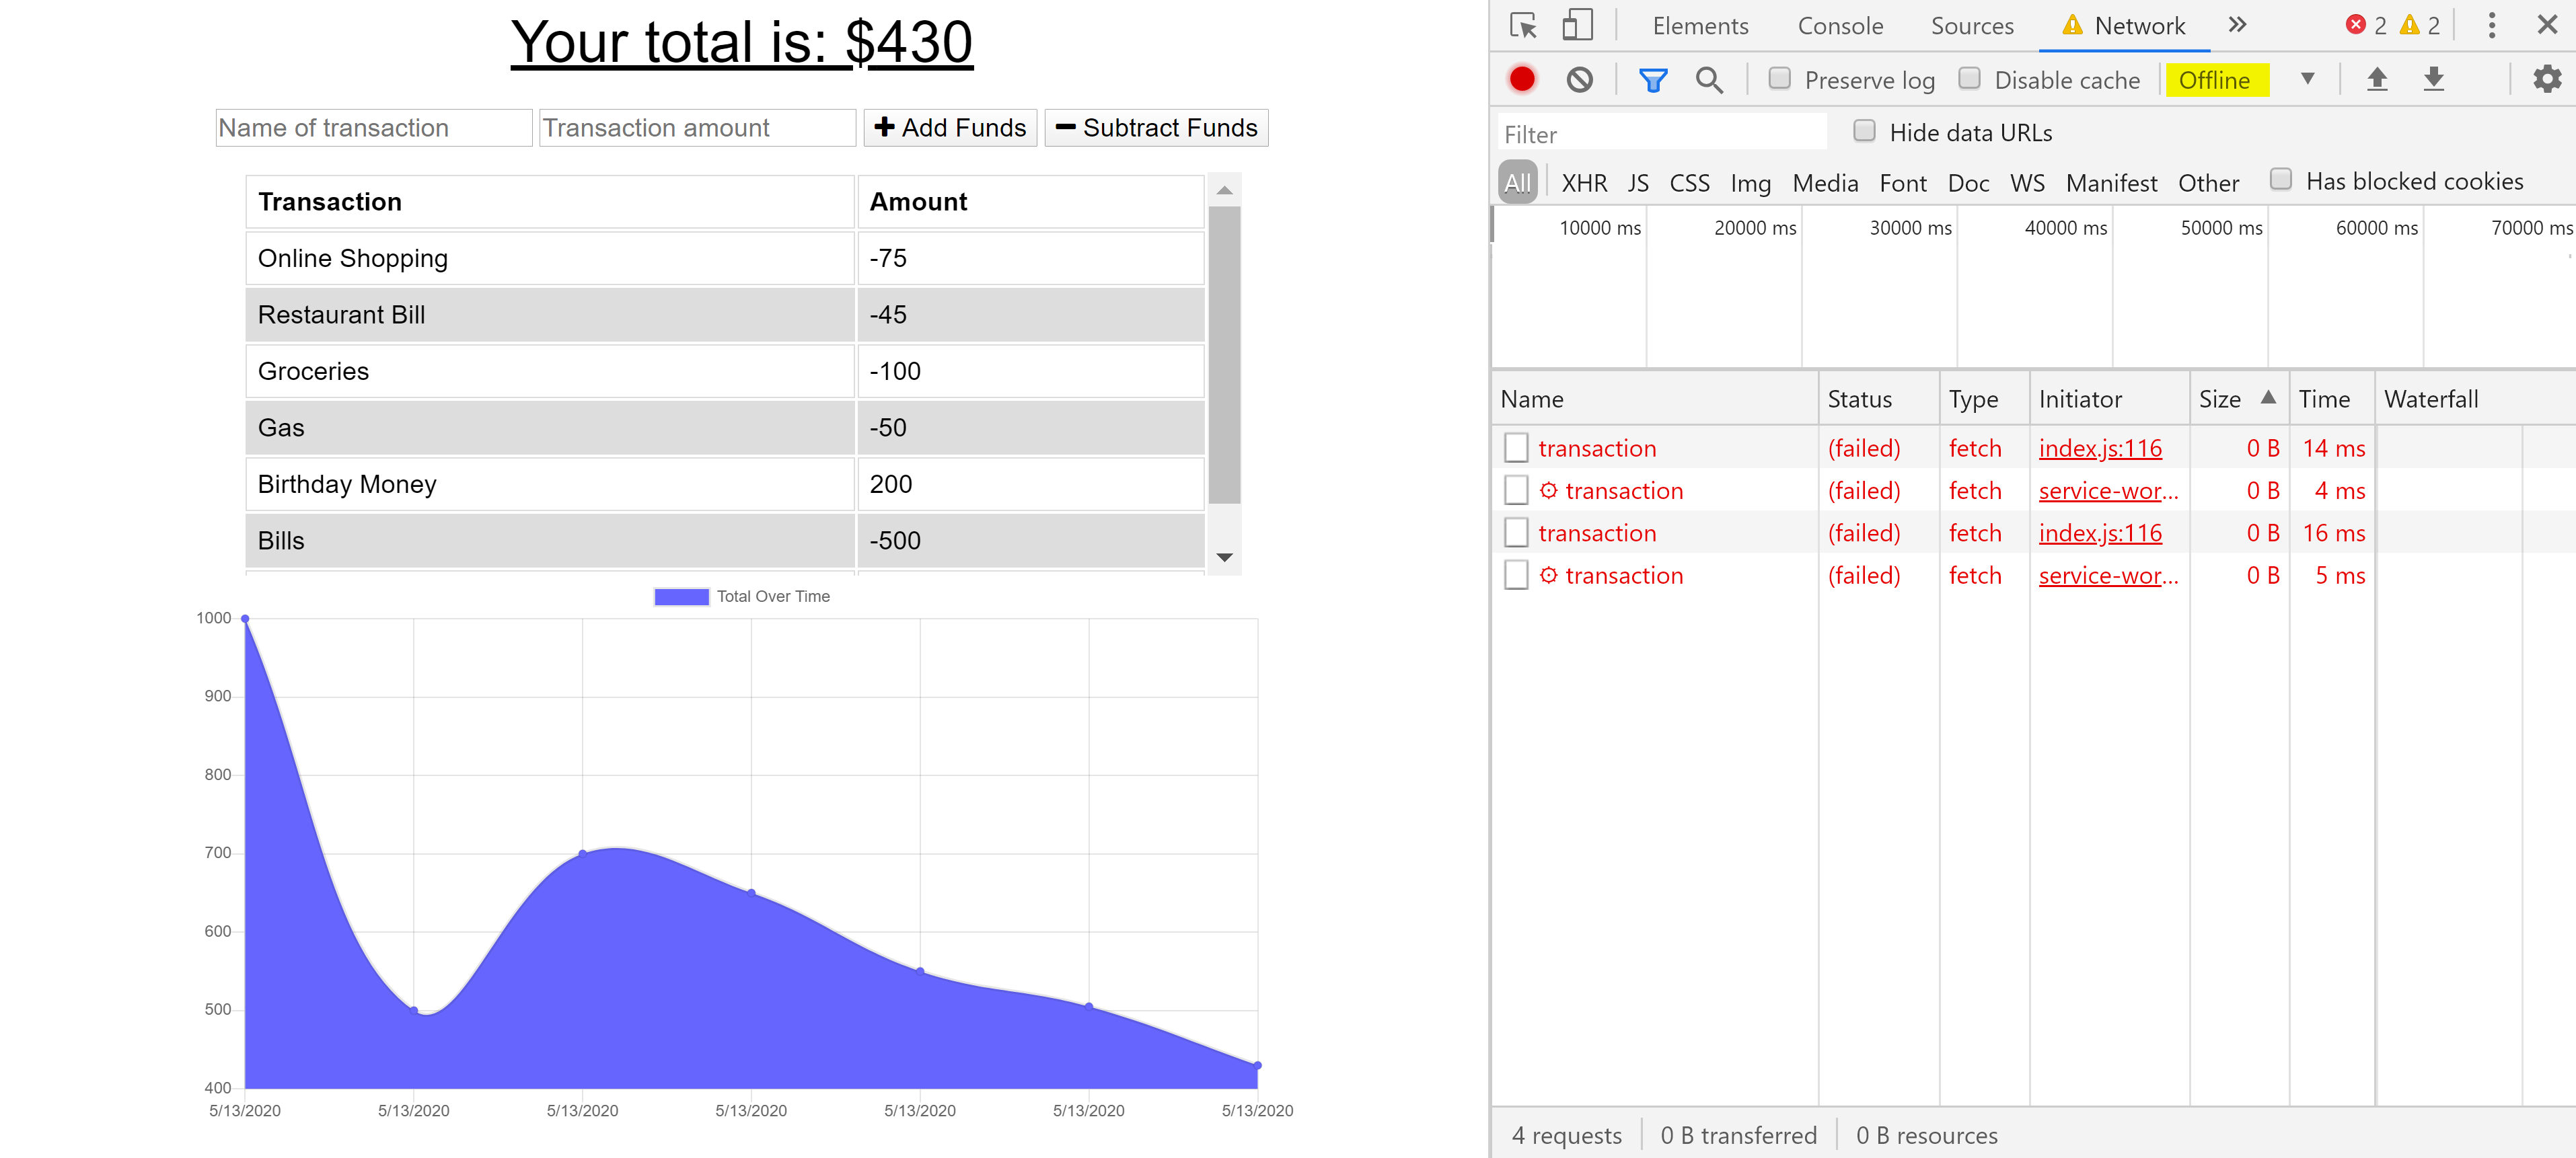 Your total is: $430
Name of transaction Transaction amount Add Funds Subtract Funds
Transaction Amount
Online Shopping -75
Restaurant Bill -45
Groceries -100
Gas -50
Birthday Money 200
Bills -500
Total Over Time
1000
900
800
700
600
500
400
5/13/2020 5/13/2020 5/13/2020 5/13/2020 5/13/2020 5/13/2020 5/13/2020
Elements Console Sources Network 2 2
Preserve log Disable cache Offline
Filter Hide data URLs
All XHR JS CSS Img Media Font Doc WS Manifest Other Has blocked cookies
10000 ms 20000 ms 30000 ms 40000 ms 50000 ms 60000 ms 70000 ms
Name Status Type Initiator Size Time Waterfall
transaction (failed) fetch index.js:116 0 B 14 ms
transaction (failed) fetch service-wor... 0 B 4 ms
transaction (failed) fetch index.js:116 0 B 16 ms
transaction (failed) fetch service-wor... 0 B 5 ms
4 requests 0 B transferred 0 B resources